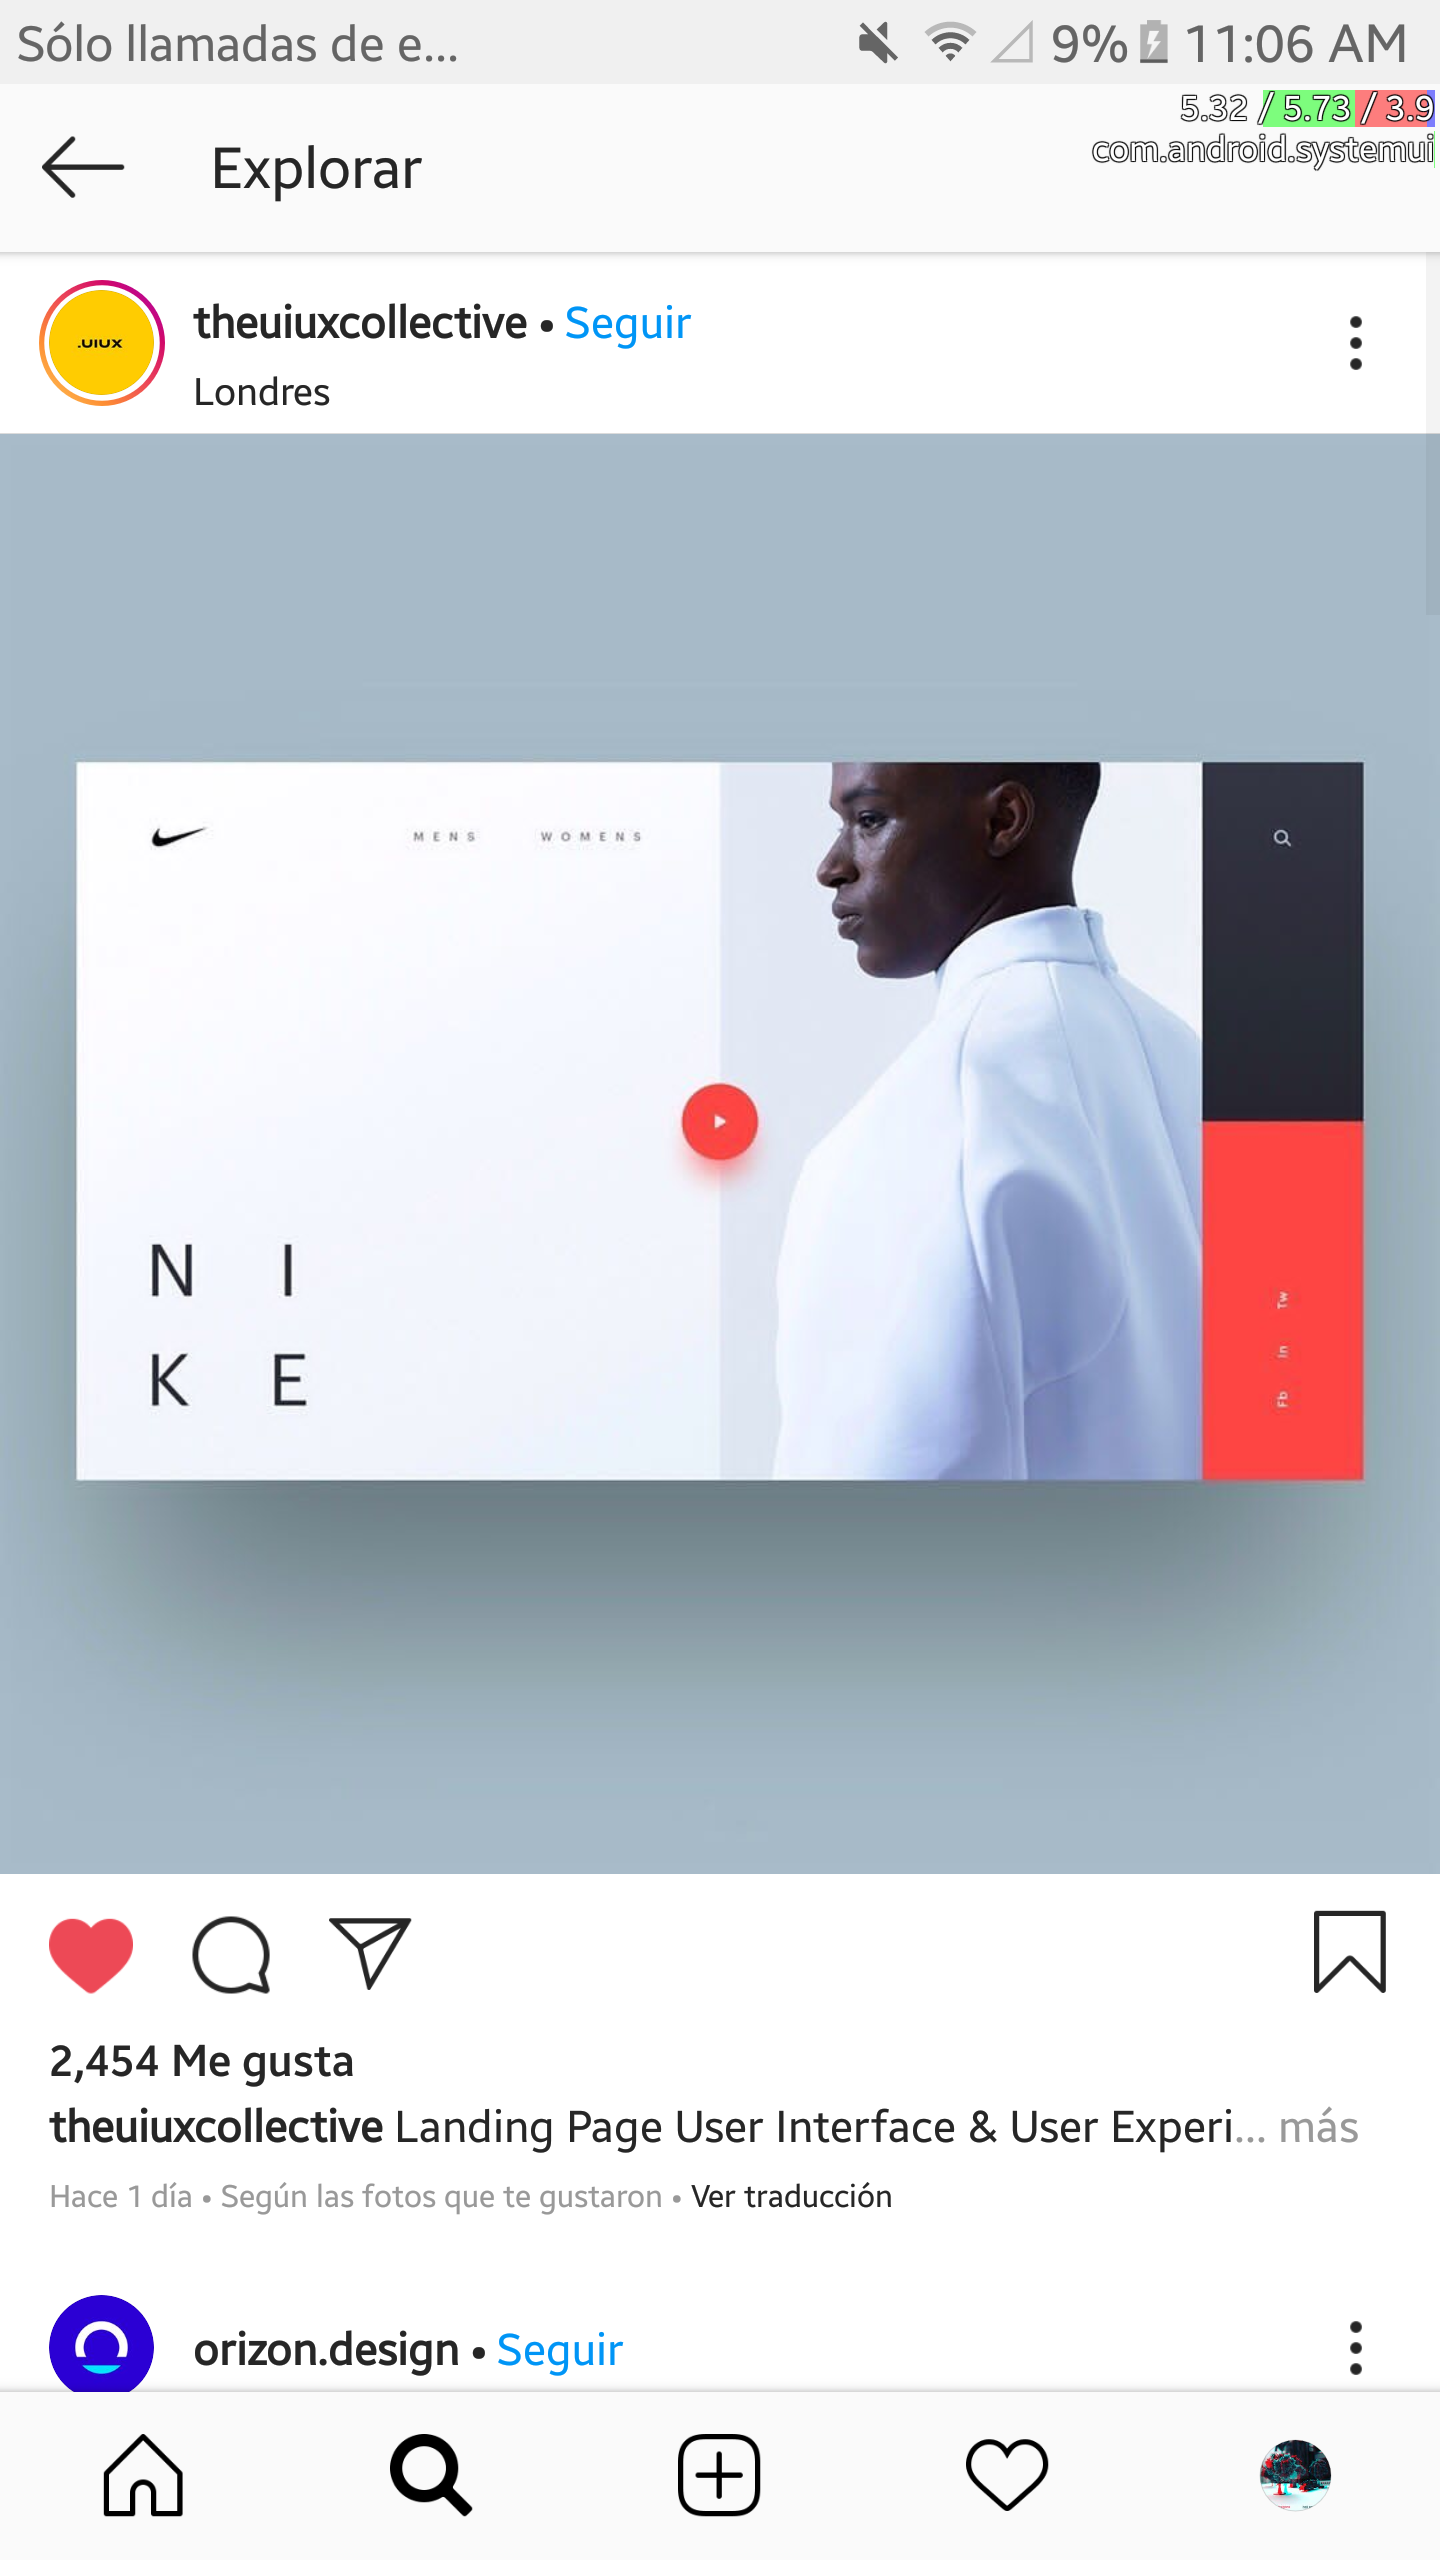 Sólo llamadas de e...
9% 11:06 AM
5.32 / 5.73 / 3.9
com.android.systemui
Explorar
.UIUX
theuiuxcollective • Seguir
Londres
MENS WOMENS
N I
K E
Tw
In
Fb
2,454 Me gusta
theuiuxcollective Landing Page User Interface & User Experi... más
Hace 1 día • Según las fotos que te gustaron • Ver traducción
orizon.design • Seguir